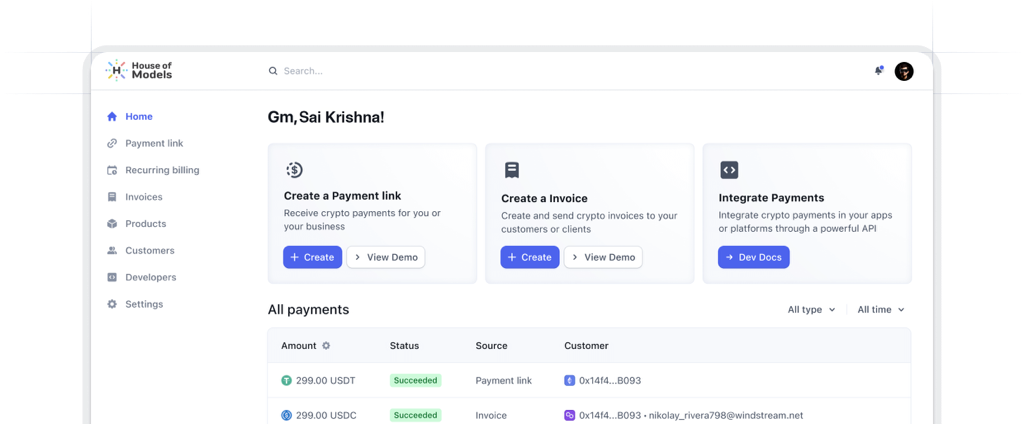 House of
Models
Search...
Home
Payment link
Recurring billing
Invoices
Products
Customers
Developers
Settings
Gm, Sai Krishna!
Create a Payment link
Receive crypto payments for you or
your business
+ Create
View Demo
Create a Invoice
Create and send crypto invoices to your
customers or clients
+ Create
View Demo
Integrate Payments
Integrate crypto payments in your apps
or platforms through a powerful API
Dev Docs
All payments
All type
All time
Amount Status Source Customer
299.00 USDT Succeeded Payment link 0x14f4...B093
299.00 USDC Succeeded Invoice 0x14f4...B093 • nikolay_rivera798@windstream.net